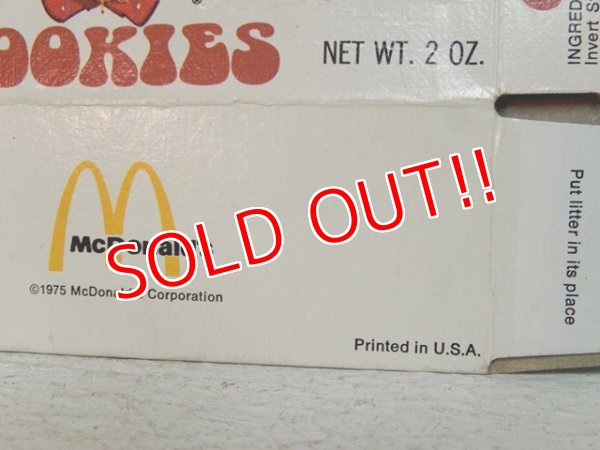 OOKIES
NET WT. 2 OZ.
INGRED
Invert S
McDonald's
©1975 McDonald's Corporation
SOLD OUT!!
Printed in U.S.A.
Put litter in its place